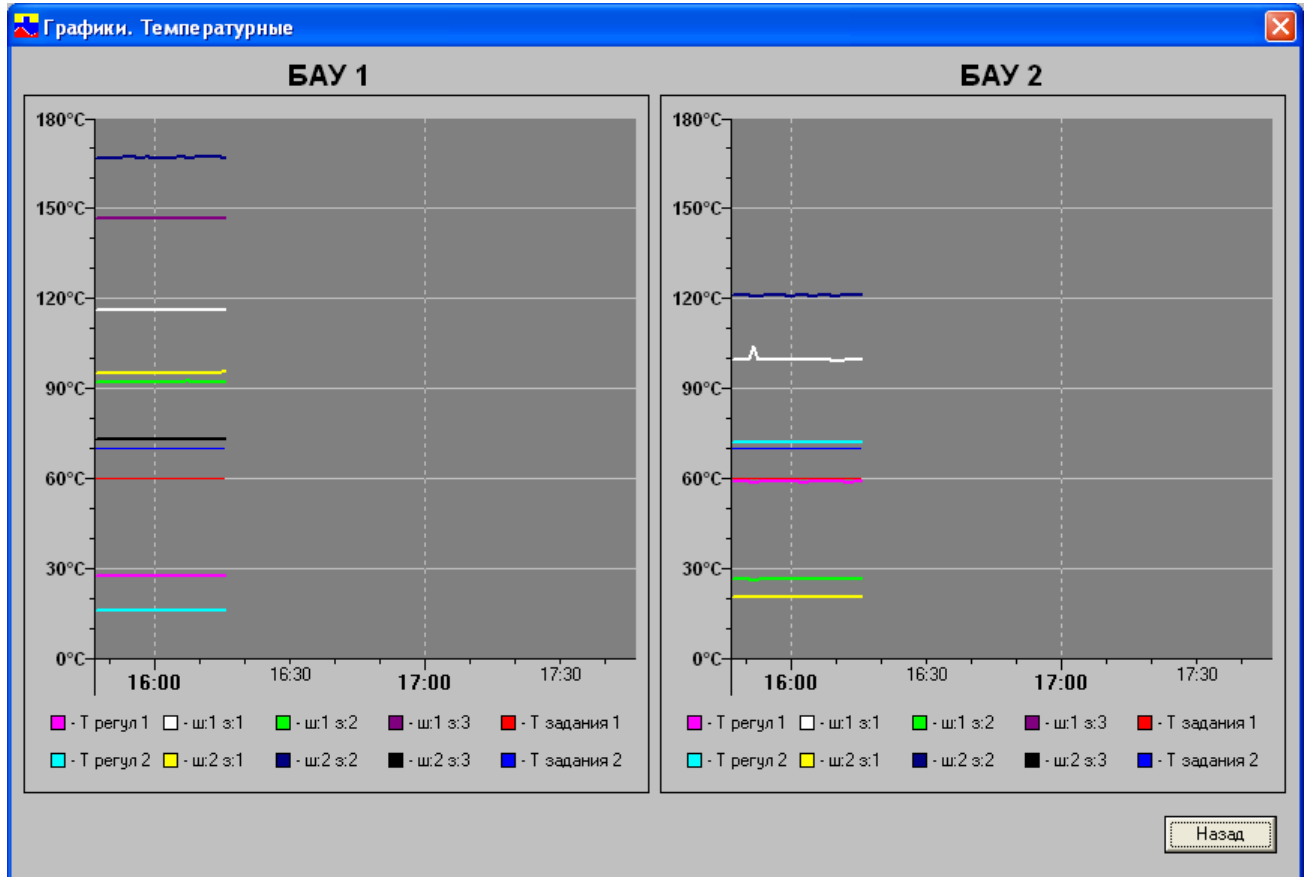 Графики. Температурные
БАУ 1
180°C
150°C
120°C
90°C
60°C
30°C
0°C
16:00 16:30 17:00 17:30
- Т регул 1 - ш:1 з:1 - ш:1 з:2 - ш:1 з:3 - Т задания 1
- Т регул 2 - ш:2 з:1 - ш:2 з:2 - ш:2 з:3 - Т задания 2
БАУ 2
180°C
150°C
120°C
90°C
60°C
30°C
0°C
16:00 16:30 17:00 17:30
- Т регул 1 - ш:1 з:1 - ш:1 з:2 - ш:1 з:3 - Т задания 1
- Т регул 2 - ш:2 з:1 - ш:2 з:2 - ш:2 з:3 - Т задания 2
Назад